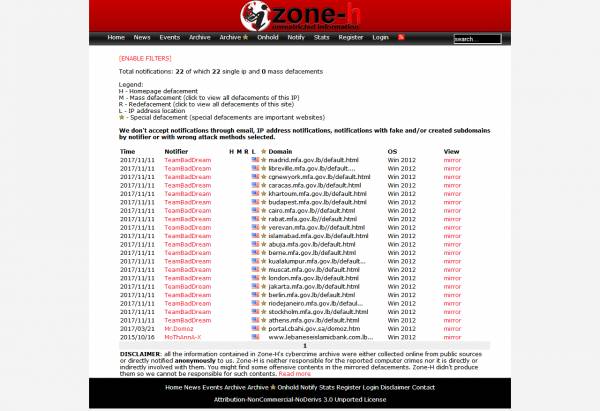 zone-h
unrestricted information
Home News Events Archive Archive Onhold Notify Stats Register Login search...
[ENABLE FILTERS]
Total notifications: 22 of which 22 single ip and 0 mass defacements
Legend:
H - Homepage defacement
M - Mass defacement (click to view all defacements of this IP)
R - Redefacement (click to view all defacements of this site)
L - IP address location
- Special defacement (special defacements are important websites)
We don't accept notifications through email, IP address notifications, notifications with fake and/or created subdomains
by notifier or with wrong attack methods selected.
Time Notifier H M R L Domain OS View
2017/11/11 TeamBadDream madrid.mfa.gov.lb/default.html Win 2012 mirror
2017/11/11 TeamBadDream libreville.mfa.gov.lb/default.... Win 2012 mirror
2017/11/11 TeamBadDream cgnewyork.mfa.gov.lb/default.html Win 2012 mirror
2017/11/11 TeamBadDream caracas.mfa.gov.lb/default.html Win 2012 mirror
2017/11/11 TeamBadDream khartoum.mfa.gov.lb/default.html Win 2012 mirror
2017/11/11 TeamBadDream budapest.mfa.gov.lb/default.html Win 2012 mirror
2017/11/11 TeamBadDream cairo.mfa.gov.lb//default.html Win 2012 mirror
2017/11/11 TeamBadDream rabat.mfa.gov.lb//default.html Win 2012 mirror
2017/11/11 TeamBadDream yerevan.mfa.gov.lb//default.html Win 2012 mirror
2017/11/11 TeamBadDream islamabad.mfa.gov.lb/default.html Win 2012 mirror
2017/11/11 TeamBadDream abuja.mfa.gov.lb/default.html Win 2012 mirror
2017/11/11 TeamBadDream berne.mfa.gov.lb/default.html Win 2012 mirror
2017/11/11 TeamBadDream kualalumpur.mfa.gov.lb/default... Win 2012 mirror
2017/11/11 TeamBadDream muscat.mfa.gov.lb/default.html Win 2012 mirror
2017/11/11 TeamBadDream london.mfa.gov.lb/default.html Win 2012 mirror
2017/11/11 TeamBadDream jakarta.mfa.gov.lb/default.html Win 2012 mirror
2017/11/11 TeamBadDream berlin.mfa.gov.lb/default.html Win 2012 mirror
2017/11/11 TeamBadDream riodejaneiro.mfa.gov.lb/defaul... Win 2012 mirror
2017/11/11 TeamBadDream stockholm.mfa.gov.lb/default.html Win 2012 mirror
2017/11/11 TeamBadDream athens.mfa.gov.lb/default.html Win 2012 mirror
2017/03/21 Mr.Domoz portal.cbahi.gov.sa/domoz.htm Win 2012 mirror
2015/10/16 MoThAnnA-X www.lebaneseislamicbank.com.lb... Win 2012 mirror
1
DISCLAIMER: all the information contained in Zone-H's cybercrime archive were either collected online from public sources
or directly notified anonymously to us. Zone-H is neither responsible for the reported computer crimes nor it is directly or
indirectly involved with them. You might find some offensive contents in the mirrored defacements. Zone-H didn't produce
them so we cannot be responsible for such contents. Read more
Home News Events Archive Archive Onhold Notify Stats Register Login Disclaimer Contact
Attribution-NonCommercial-NoDerivs 3.0 Unported License